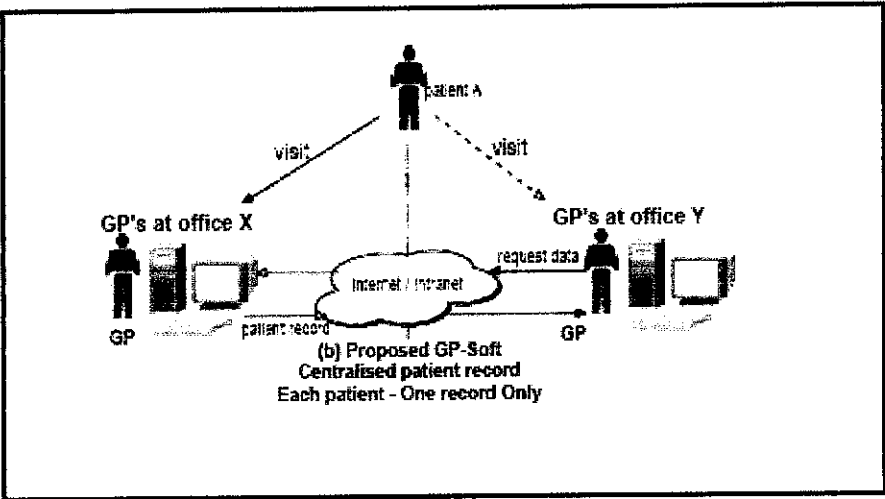 patient A
visit
visit
GP's at office X
GP's at office Y
request data
Internet / Intranet
patient record
GP
GP
(b) Proposed GP-Soft
Centralised patient record
Each patient - One record Only